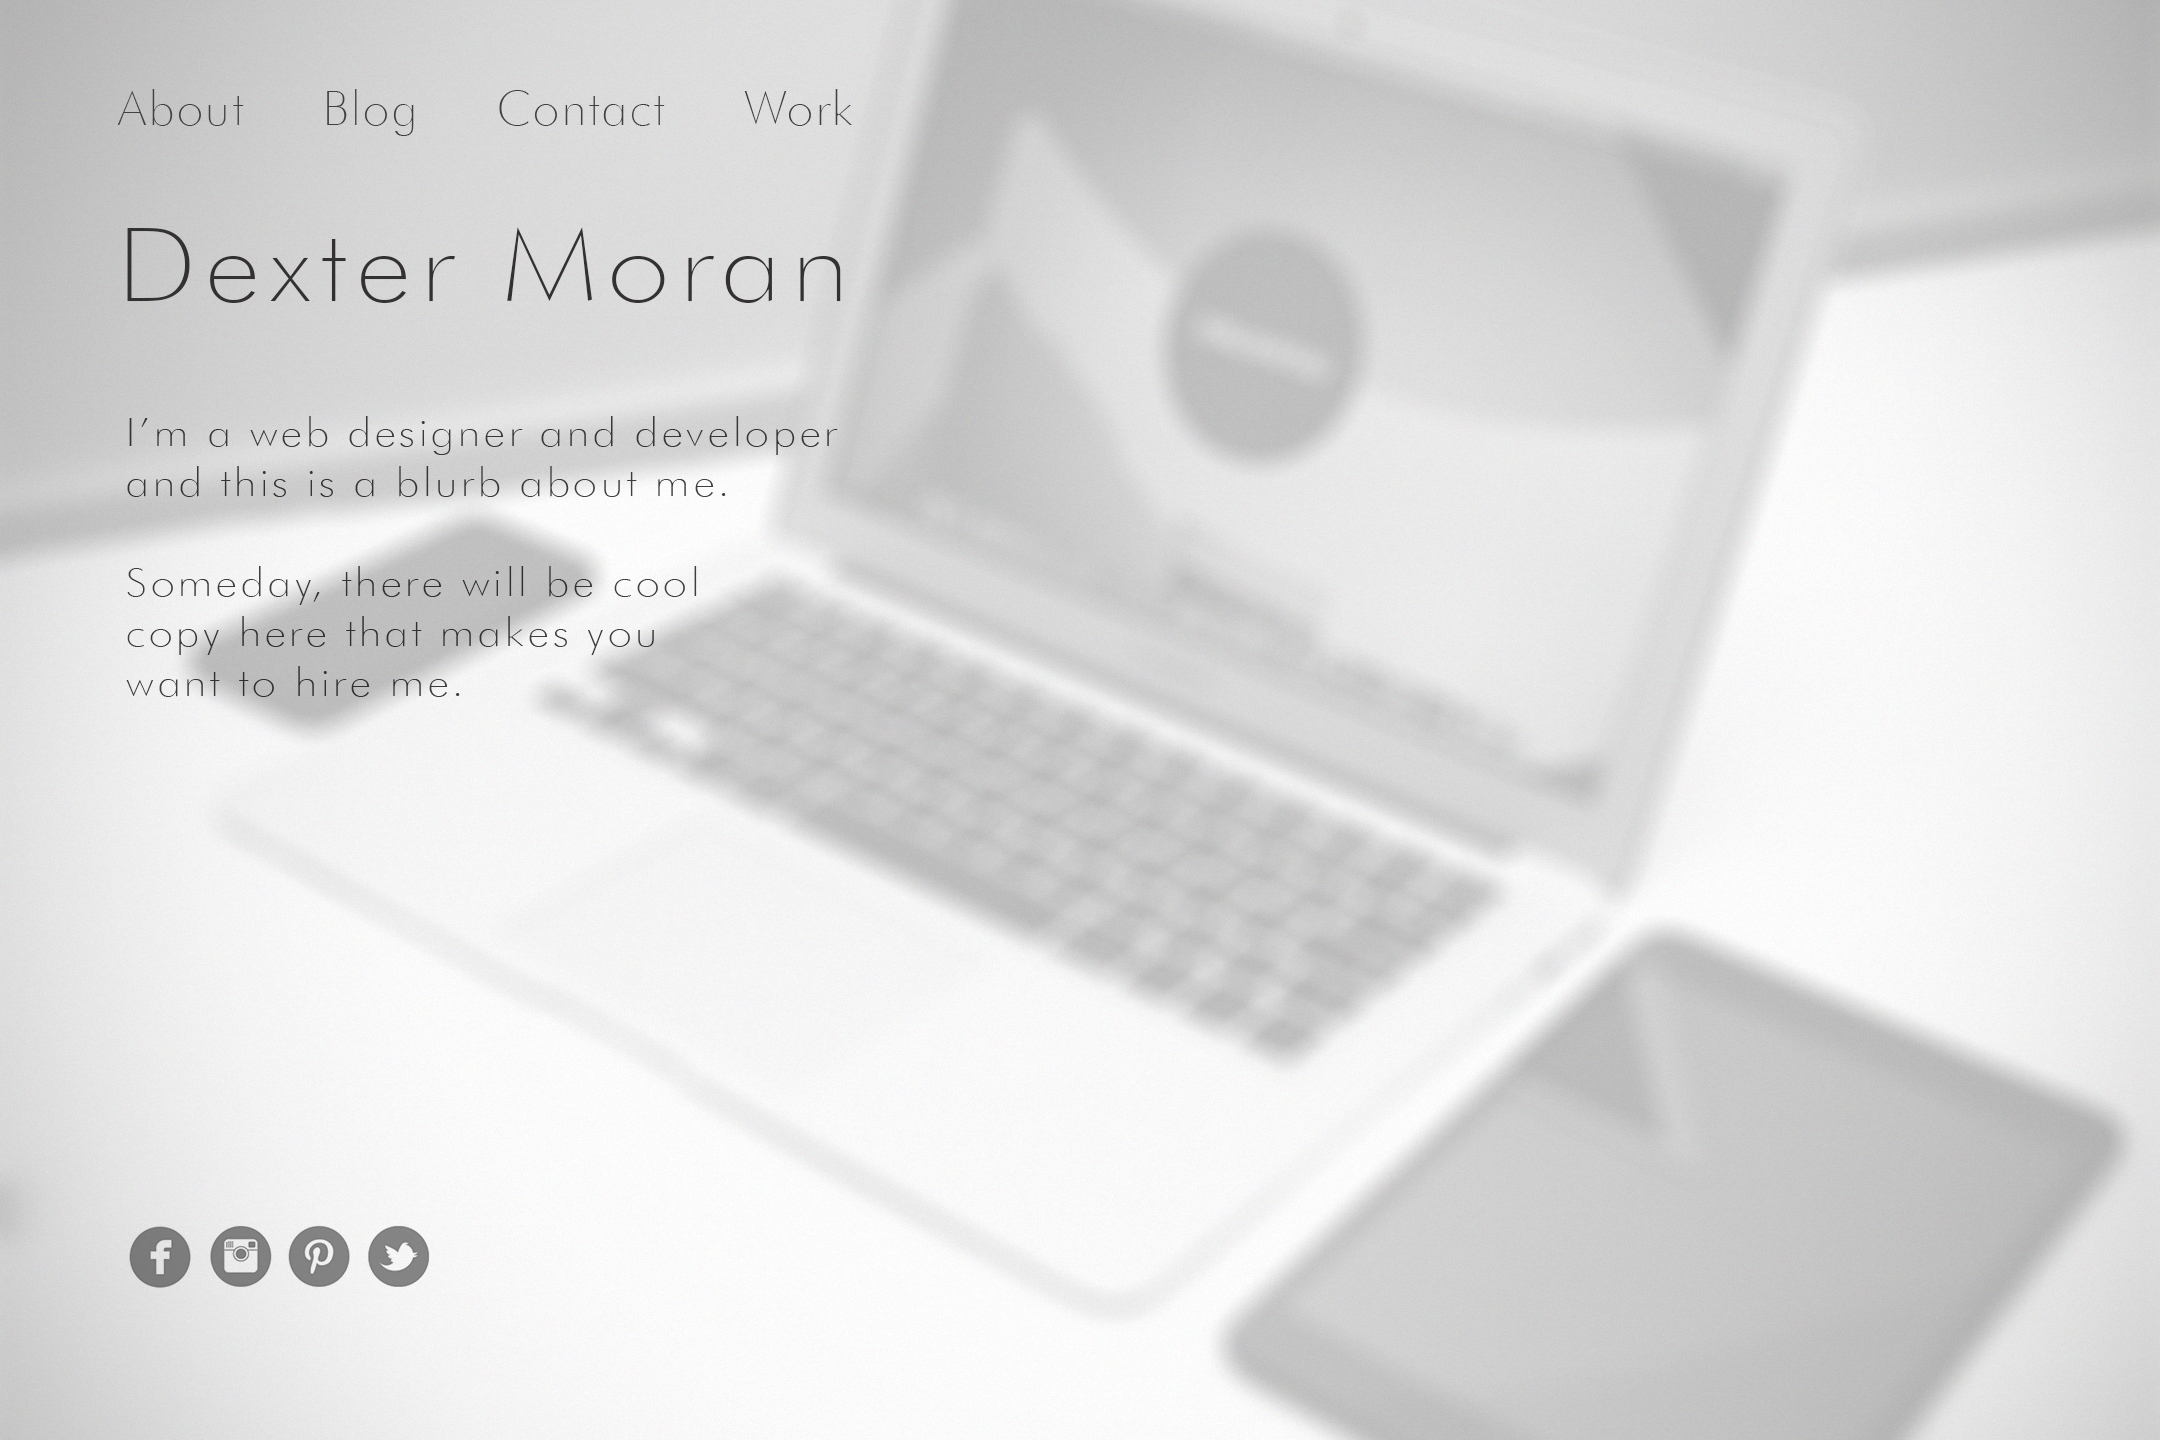 About Blog Contact Work
Dexter Moran
I'm a web designer and developer
and this is a blurb about me.
Someday, there will be cool
copy here that makes you
want to hire me.